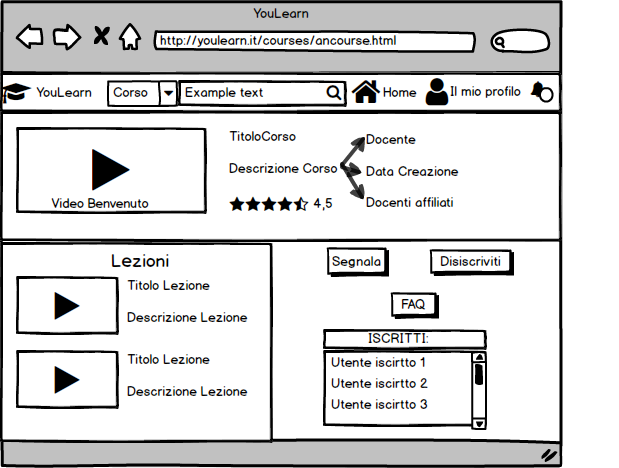 YouLearn
http://youlearn.it/courses/ancourse.html
YouLearn
Corso
Example text
Home
Il mio profilo
TitoloCorso
Descrizione Corso
Docente
Data Creazione
Docenti affiliati
Video Benvenuto
4,5
Lezioni
Titolo Lezione
Descrizione Lezione
Titolo Lezione
Descrizione Lezione
Segnala
Disiscriviti
FAQ
ISCRITTI:
Utente iscirtto 1
Utente iscirtto 2
Utente iscirtto 3